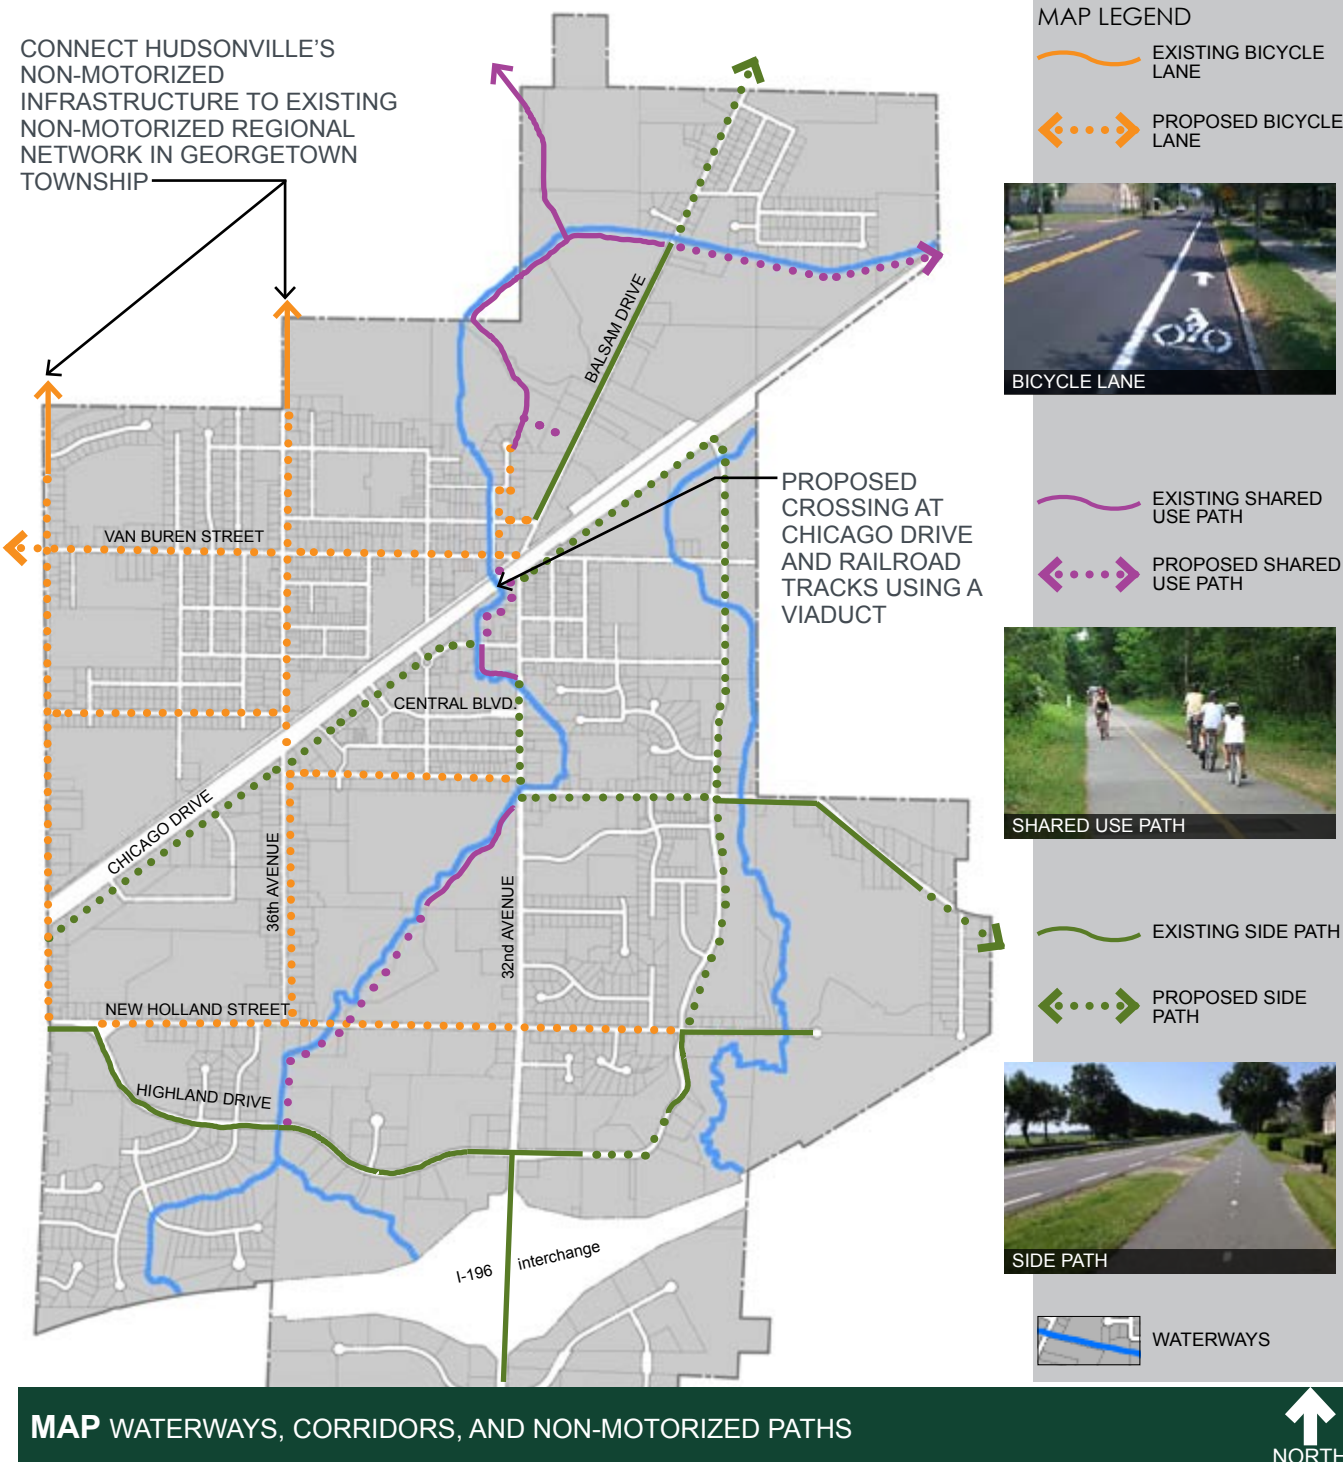 CONNECT HUDSONVILLE'S
NON-MOTORIZED
INFRASTRUCTURE TO EXISTING
NON-MOTORIZED REGIONAL
NETWORK IN GEORGETOWN
TOWNSHIP
BALSAM DRIVE
VAN BUREN STREET
PROPOSED
CROSSING AT
CHICAGO DRIVE
AND RAILROAD
TRACKS USING A
VIADUCT
CENTRAL BLVD.
CHICAGO DRIVE
36th AVENUE
32nd AVENUE
NEW HOLLAND STREET
HIGHLAND DRIVE
I-196 interchange
MAP LEGEND
EXISTING BICYCLE
LANE
PROPOSED BICYCLE
LANE
BICYCLE LANE
EXISTING SHARED
USE PATH
PROPOSED SHARED
USE PATH
SHARED USE PATH
EXISTING SIDE PATH
PROPOSED SIDE
PATH
SIDE PATH
WATERWAYS
MAP WATERWAYS, CORRIDORS, AND NON-MOTORIZED PATHS
NORTH